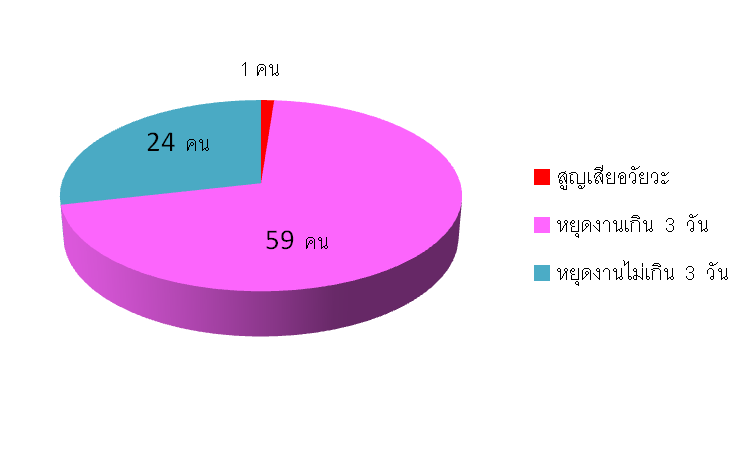 1 คน
24 คน
59 คน
สูญเสียอวัยวะ
หยุดงานเกิน 3 วัน
หยุดงานไม่เกิน 3 วัน